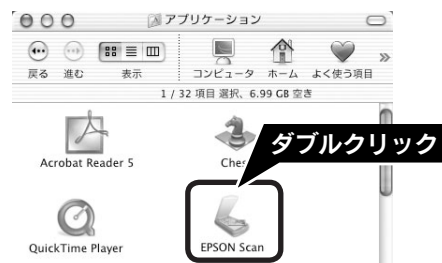 アプリケーション
戻る 進む 表示 コンピュータ ホーム よく使う項目
1 / 32 項目 選択、6.99 GB 空き
Acrobat Reader 5
ダブルクリック
QuickTime Player EPSON Scan